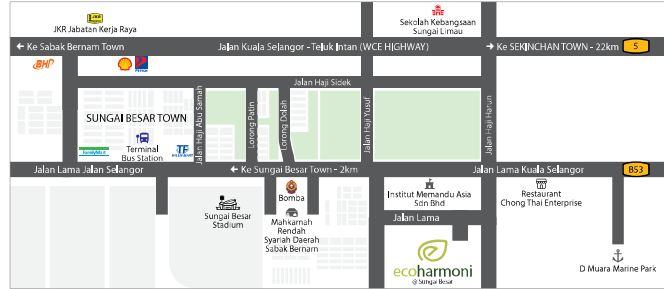 JKR
JKR Jabatan Kerja Raya
Sekolah Kebangsaan
Sungai Limau
← Ke Sabak Bernam Town
Jalan Kuala Selangor - Teluk Intan (WCE HIGHWAY)
→ Ke SEKINCHAN TOWN - 22km
5
BHP
Jalan Haji Sidek
SUNGAI BESAR TOWN
Jalan Haji Abu Samah
Lorong Patin
Lorong Dolah
Jalan Haji Yusuf
Jalan Haji Harun
FamilyMart
Terminal
Bus Station
TF
Jalan Lama Jalan Selangor
← Ke Sungai Besar Town - 2km
Jalan Lama Kuala Selangor
B53
Sungai Besar
Stadium
Bomba
Mahkamah
Rendah
Syariah Daerah
Sabak Bernam
Institut Memandu Asia
Sdn Bhd
Restaurant
Chong Thai Enterprise
Jalan Lama
ecoharmoni
@ Sungai Besar
D Muara Marine Park